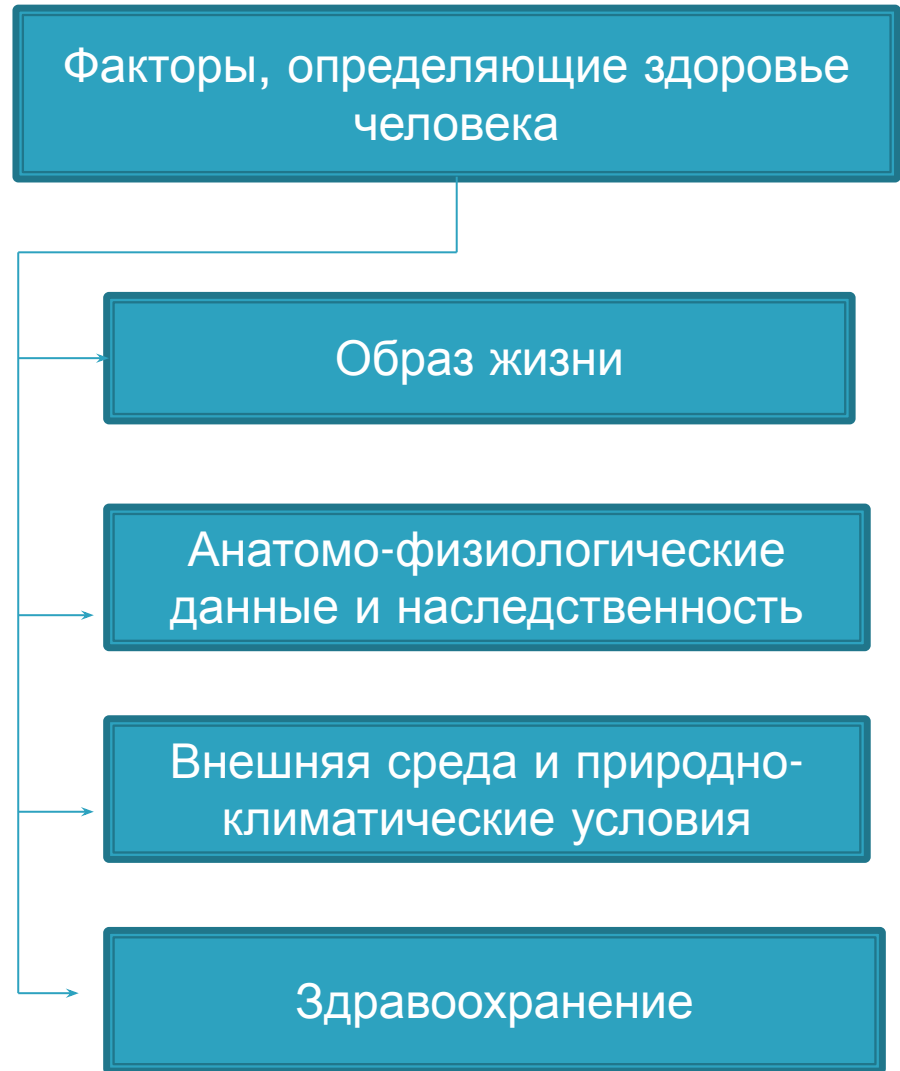 Факторы, определяющие здоровье
человека
Образ жизни
Анатомо-физиологические
данные и наследственность
Внешняя среда и природно-
климатические условия
Здравоохранение